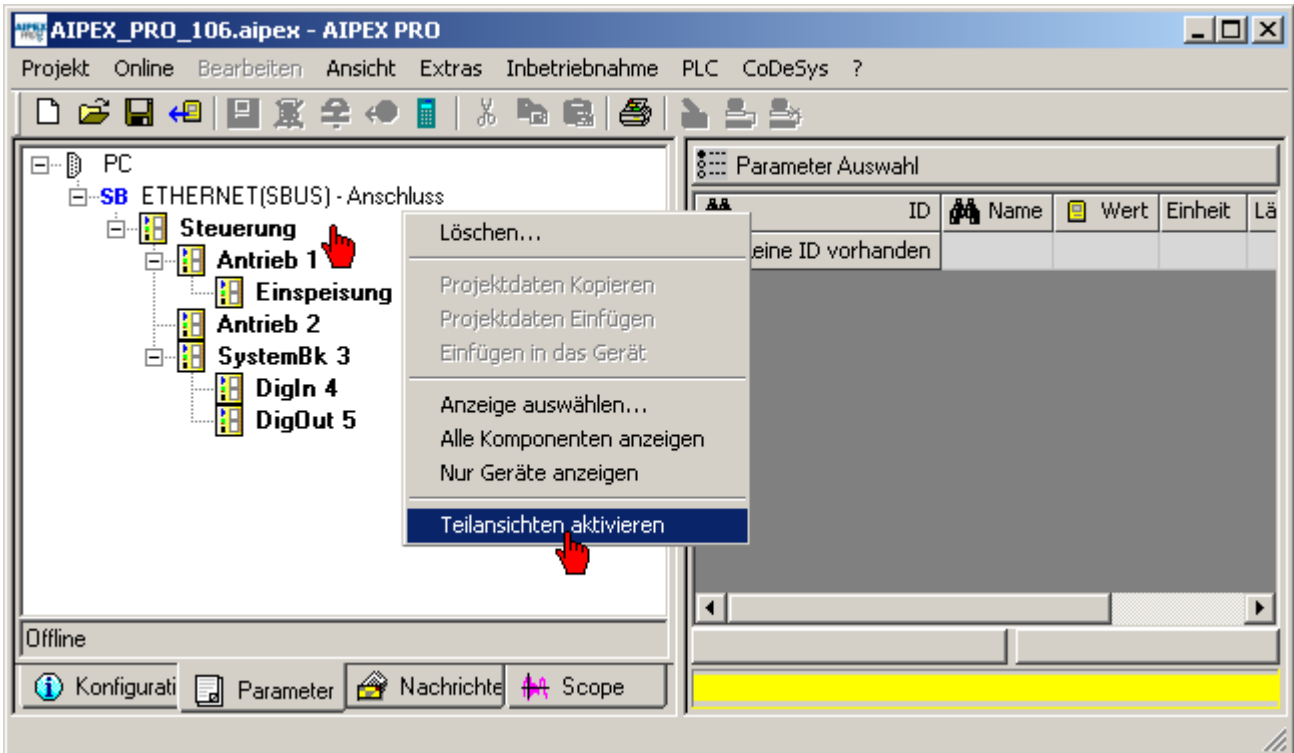 AIPEX_PRO_106.aipex - AIPEX PRO
Projekt Online Bearbeiten Ansicht Extras Inbetriebnahme PLC CoDeSys ?
PC
SB ETHERNET(SBUS) - Anschluss
Steuerung
Antrieb 1
Einspeisung
Antrieb 2
SystemBk 3
DigIn 4
DigOut 5
Löschen...
Projektdaten Kopieren
Projektdaten Einfügen
Einfügen in das Gerät
Anzeige auswählen...
Alle Komponenten anzeigen
Nur Geräte anzeigen
Teilansichten aktivieren
Parameter Auswahl
ID Name Wert Einheit Lä
eine ID vorhanden
Offline
Konfigurati Parameter Nachrichte Scope